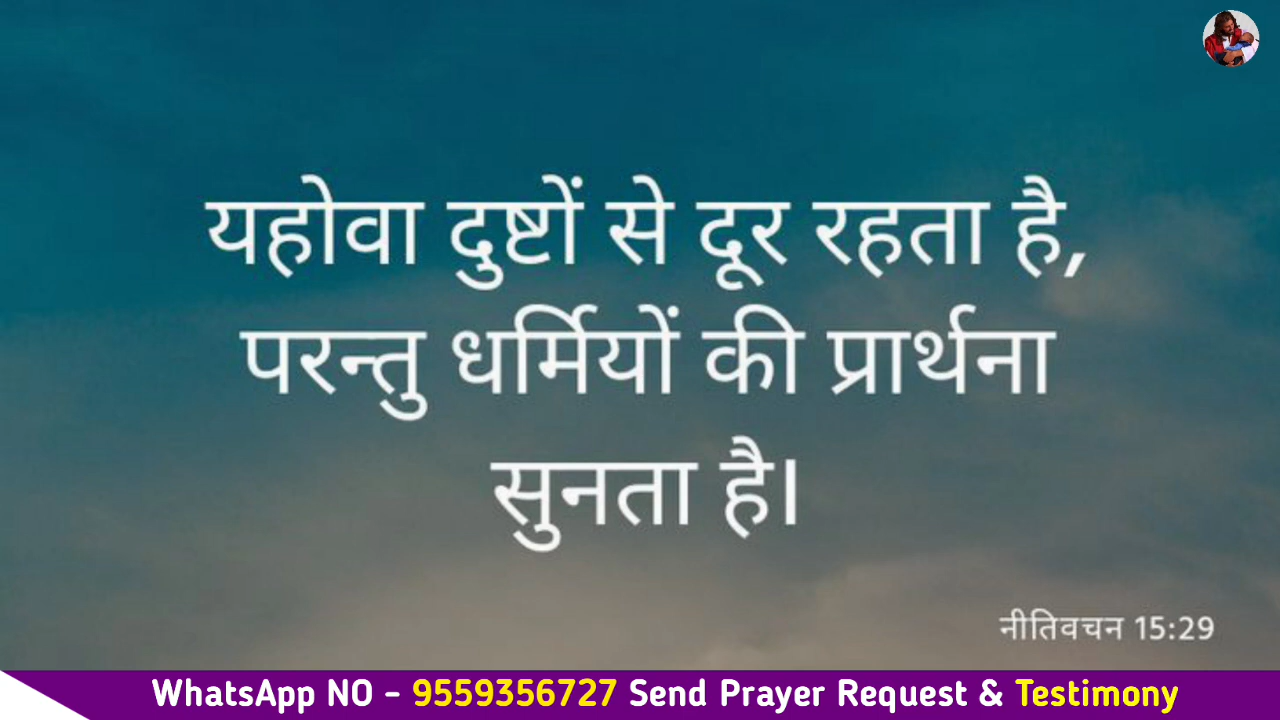 यहोवा दुष्टों से दूर रहता है,
परन्तु धर्मियों की प्रार्थना
सुनता है।
नीतिवचन 15:29
WhatsApp NO - 9559356727 Send Prayer Request & Testimony